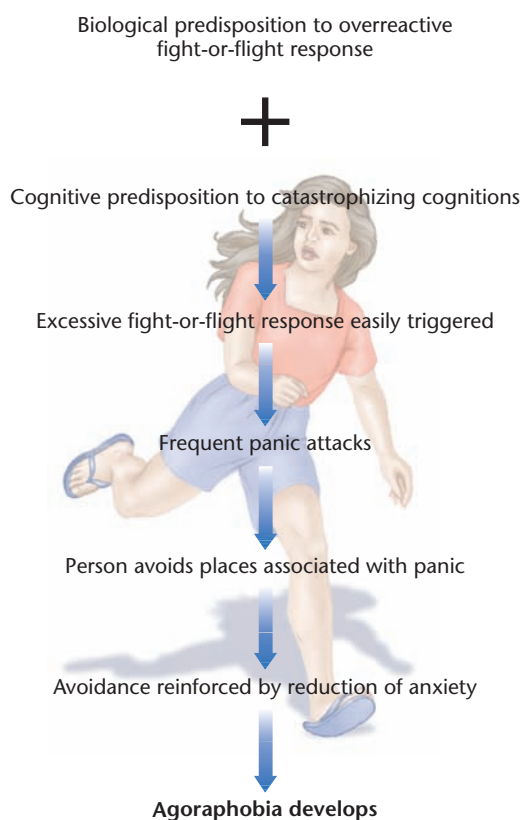 Biological predisposition to overreactive
fight-or-flight response
+
Cognitive predisposition to catastrophizing cognitions
Excessive fight-or-flight response easily triggered
Frequent panic attacks
Person avoids places associated with panic
Avoidance reinforced by reduction of anxiety
Agoraphobia develops